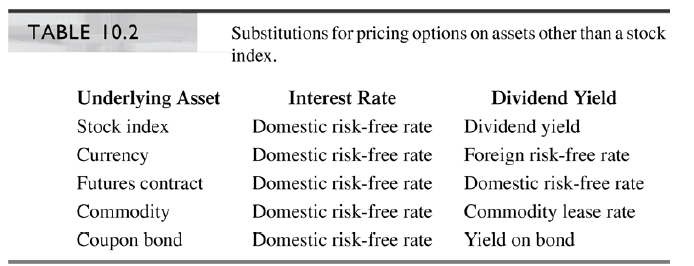 TABLE 10.2 Substitutions for pricing options on assets other than a stock
index.
Underlying Asset Interest Rate Dividend Yield
Stock index Domestic risk-free rate Dividend yield
Currency Domestic risk-free rate Foreign risk-free rate
Futures contract Domestic risk-free rate Domestic risk-free rate
Commodity Domestic risk-free rate Commodity lease rate
Coupon bond Domestic risk-free rate Yield on bond